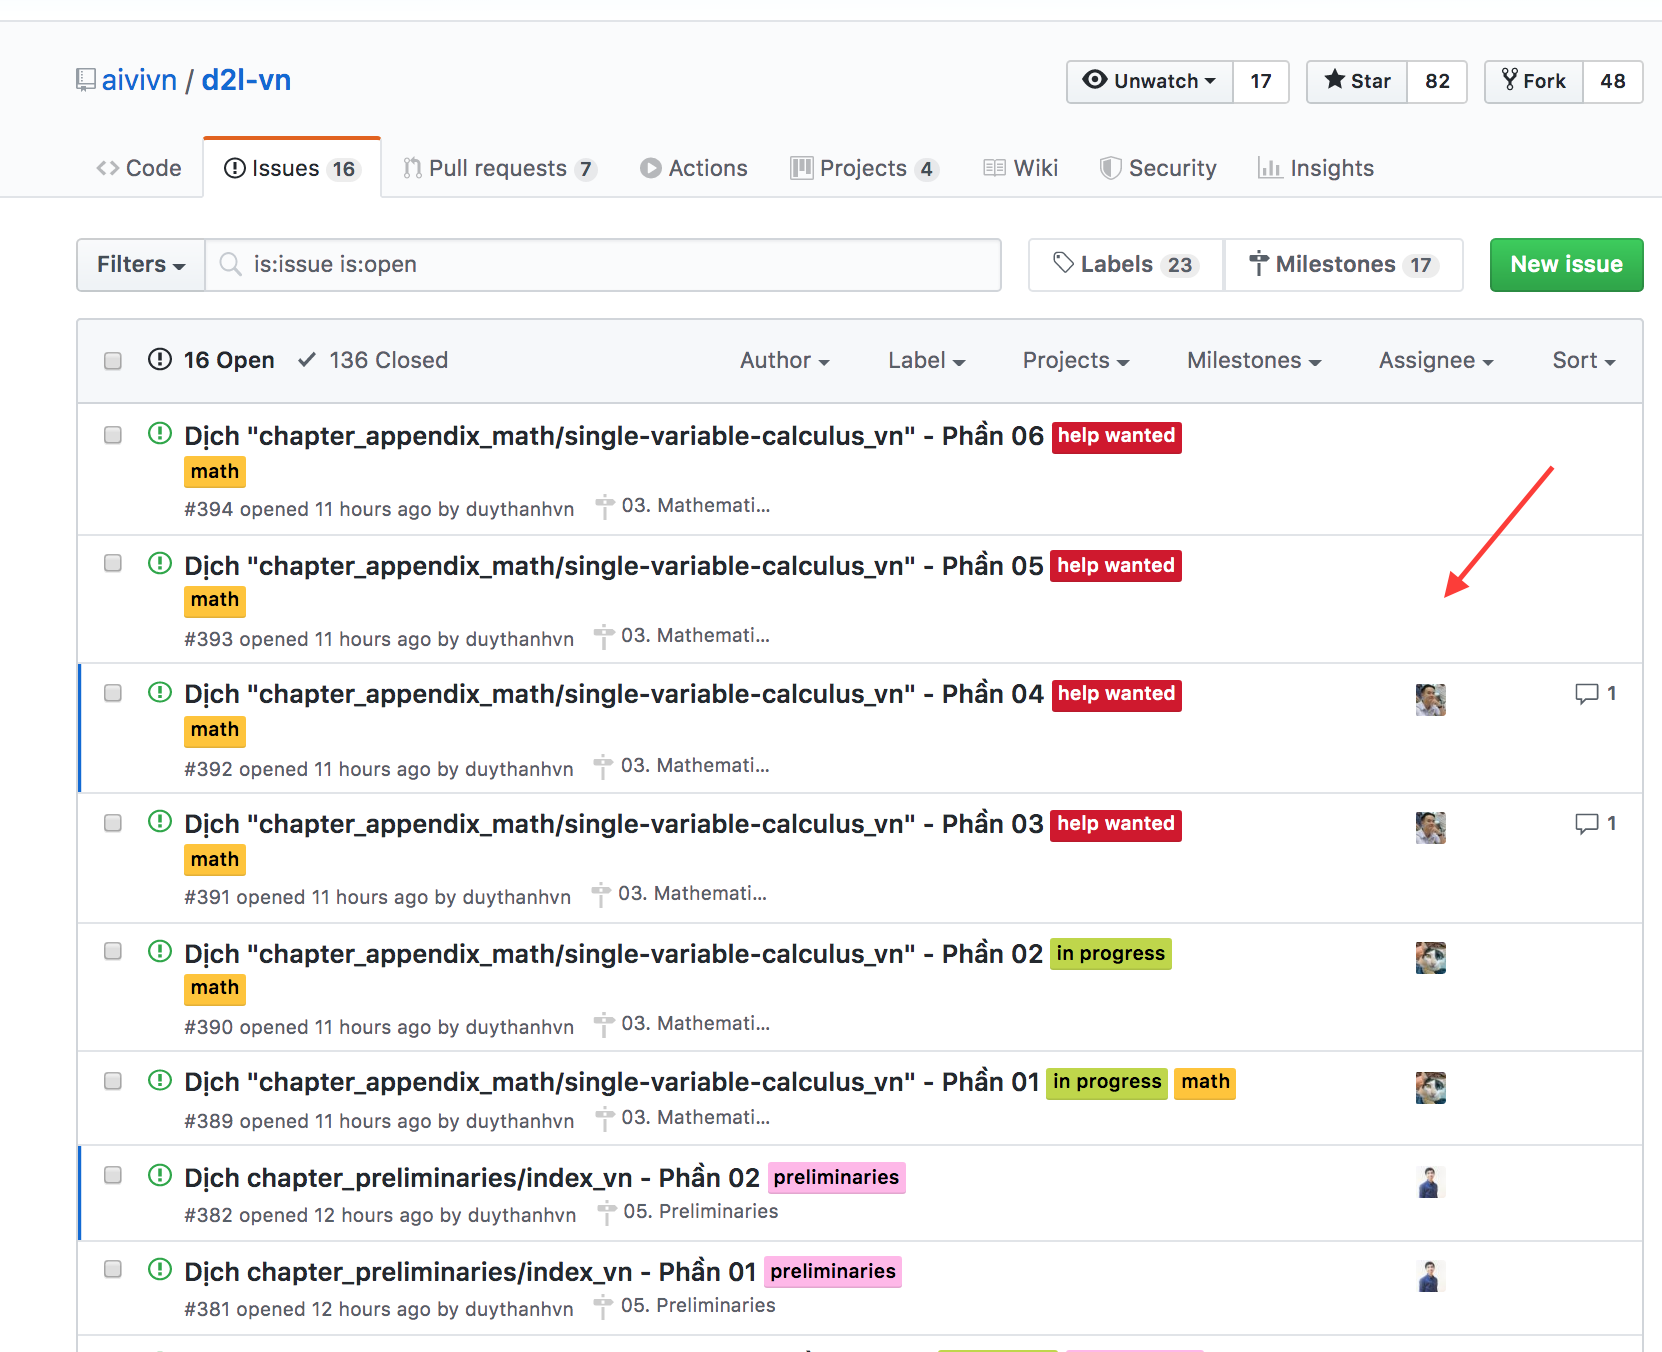 aivivn / d2l-vn Unwatch 17 Star 82 Fork 48
Code Issues 16 Pull requests 7 Actions Projects 4 Wiki Security Insights
Filters is:issue is:open Labels 23 Milestones 17 New issue
16 Open 136 Closed Author Label Projects Milestones Assignee Sort
Dịch "chapter_appendix_math/single-variable-calculus_vn" - Phần 06 help wanted
math
#394 opened 11 hours ago by duythanhvn 03. Mathemati...
Dịch "chapter_appendix_math/single-variable-calculus_vn" - Phần 05 help wanted
math
#393 opened 11 hours ago by duythanhvn 03. Mathemati...
Dịch "chapter_appendix_math/single-variable-calculus_vn" - Phần 04 help wanted 1
math
#392 opened 11 hours ago by duythanhvn 03. Mathemati...
Dịch "chapter_appendix_math/single-variable-calculus_vn" - Phần 03 help wanted 1
math
#391 opened 11 hours ago by duythanhvn 03. Mathemati...
Dịch "chapter_appendix_math/single-variable-calculus_vn" - Phần 02 in progress
math
#390 opened 11 hours ago by duythanhvn 03. Mathemati...
Dịch "chapter_appendix_math/single-variable-calculus_vn" - Phần 01 in progress math
#389 opened 11 hours ago by duythanhvn 03. Mathemati...
Dịch chapter_preliminaries/index_vn - Phần 02 preliminaries
#382 opened 12 hours ago by duythanhvn 05. Preliminaries
Dịch chapter_preliminaries/index_vn - Phần 01 preliminaries
#381 opened 12 hours ago by duythanhvn 05. Preliminaries